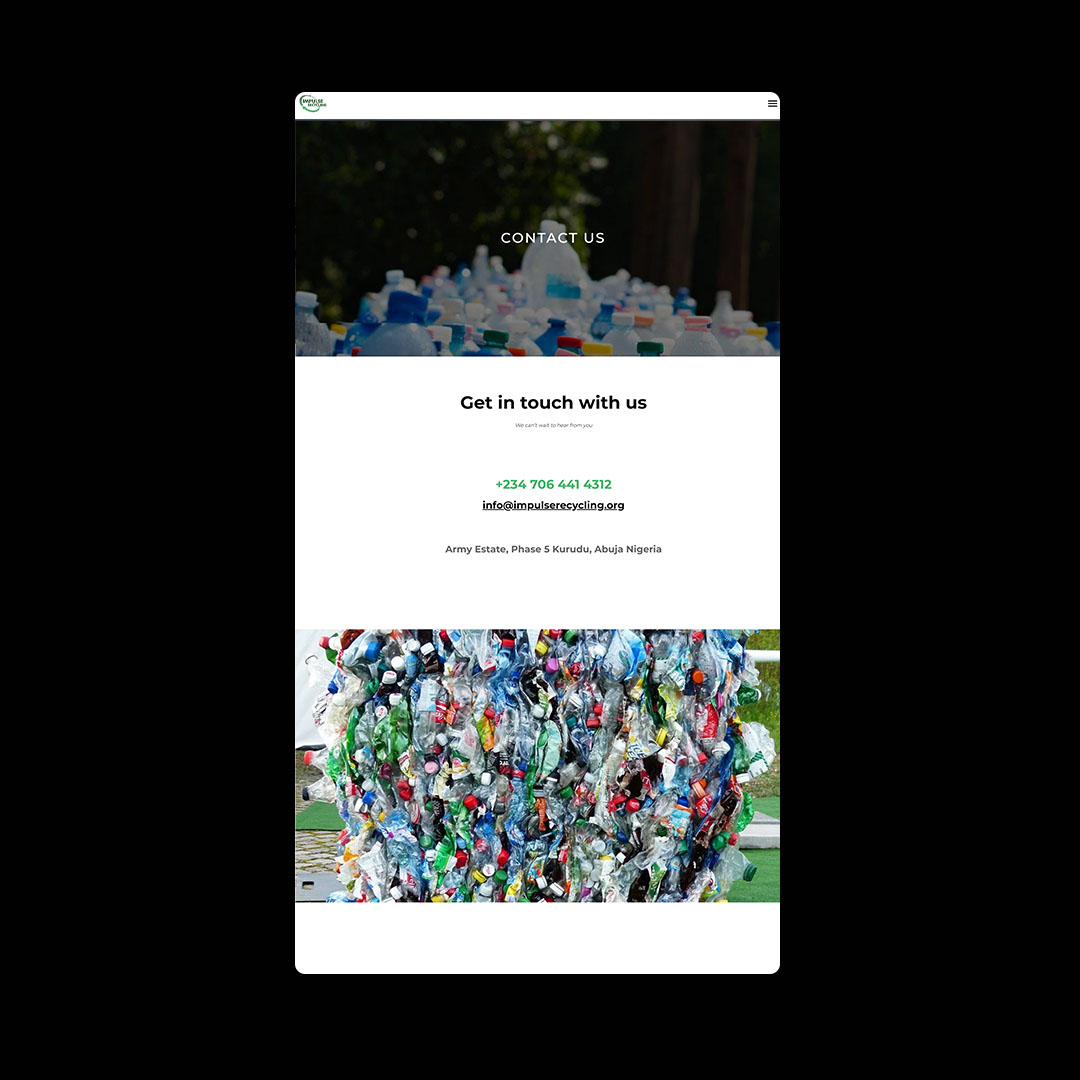 IMPULSE
RECYCLING
CONTACT US
Get in touch with us
We can't wait to hear from you
+234 706 441 4312
info@impulserecycling.org
Army Estate, Phase 5 Kurudu, Abuja Nigeria